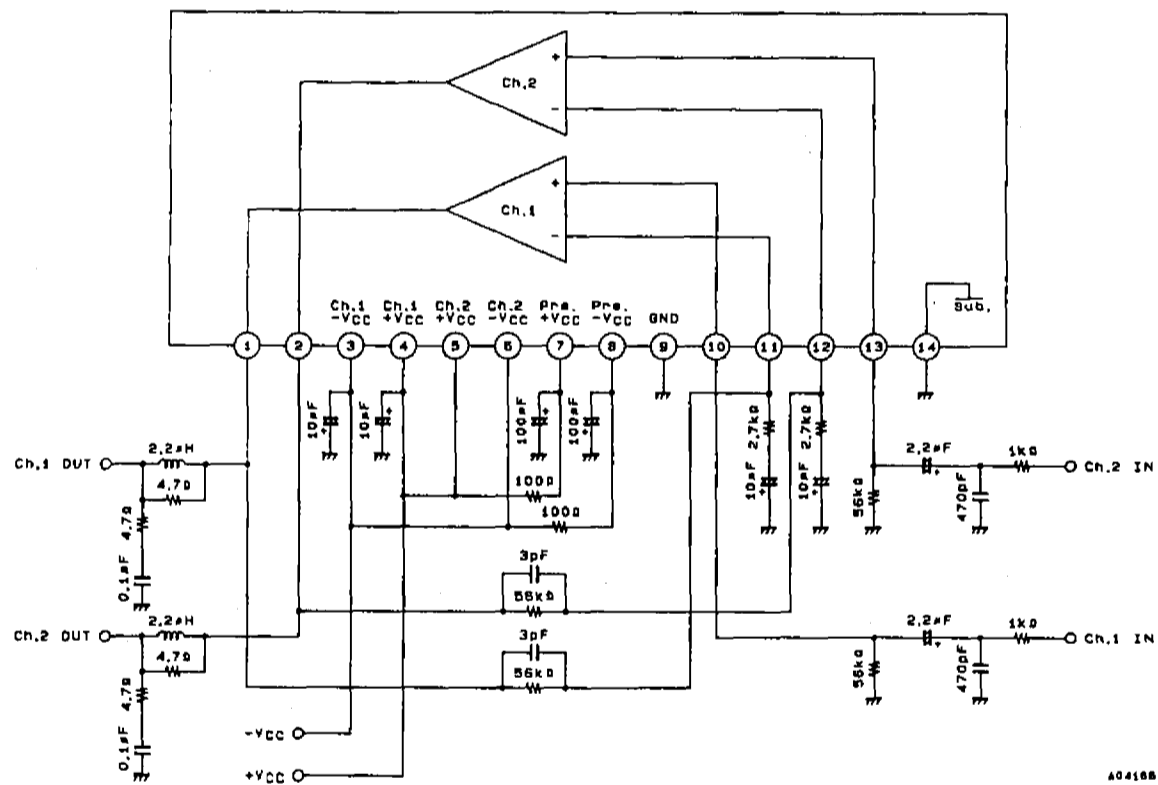 Ch.2
+
-
Ch.1
+
-
Ch.1 -VCC
Ch.1 +VCC
Ch.2 +VCC
Ch.2 -VCC
Pre. +VCC
Pre. -VCC
GND
Sub.
1 2 3 4 5 6 7 8 9 10 11 12 13 14
10µF
10µF
100µF
100µF
2.7kΩ
2.7kΩ
10µF
10µF
Ch.1 OUT
2.2µH
4.7Ω
4.7Ω
0.1µF
100Ω
100Ω
56kΩ
2.2µF
470pF
1kΩ
Ch.2 IN
3pF
56kΩ
Ch.2 OUT
2.2µH
4.7Ω
4.7Ω
0.1µF
3pF
56kΩ
56kΩ
2.2µF
470pF
1kΩ
Ch.1 IN
-VCC
+VCC
A04168